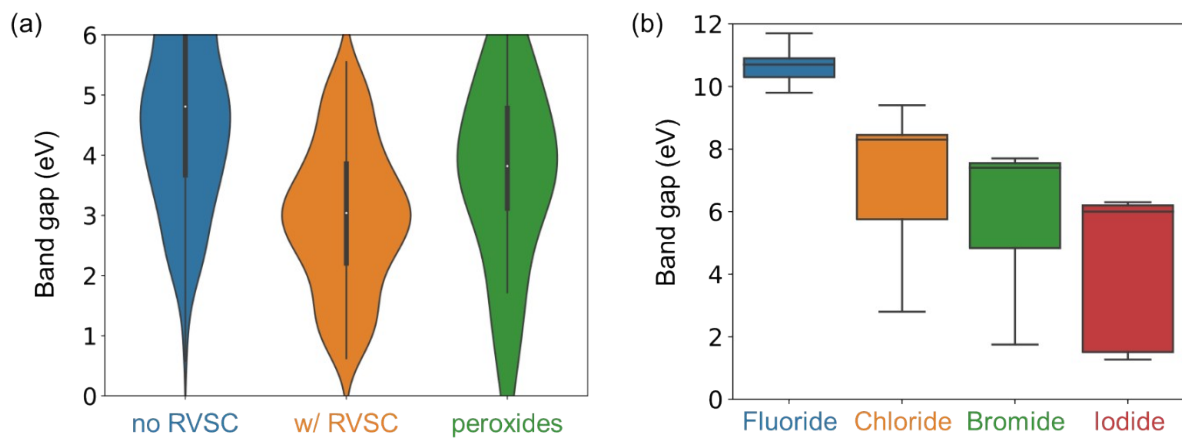 (a)
Band gap (eV)
6
5
4
3
2
1
0
no RVSC w/ RVSC peroxides
(b)
Band gap (eV)
12
10
8
6
4
2
0
Fluoride Chloride Bromide Iodide